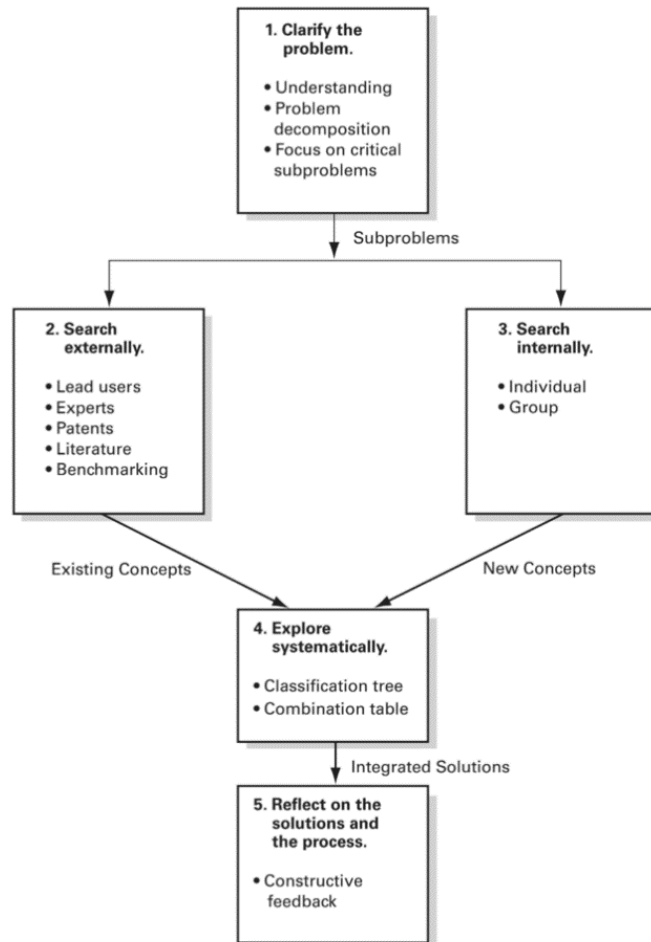 1. Clarify the
problem.
• Understanding
• Problem
decomposition
• Focus on critical
subproblems
Subproblems
2. Search
externally.
• Lead users
• Experts
• Patents
• Literature
• Benchmarking
3. Search
internally.
• Individual
• Group
Existing Concepts
New Concepts
4. Explore
systematically.
• Classification tree
• Combination table
Integrated Solutions
5. Reflect on the
solutions and
the process.
• Constructive
feedback